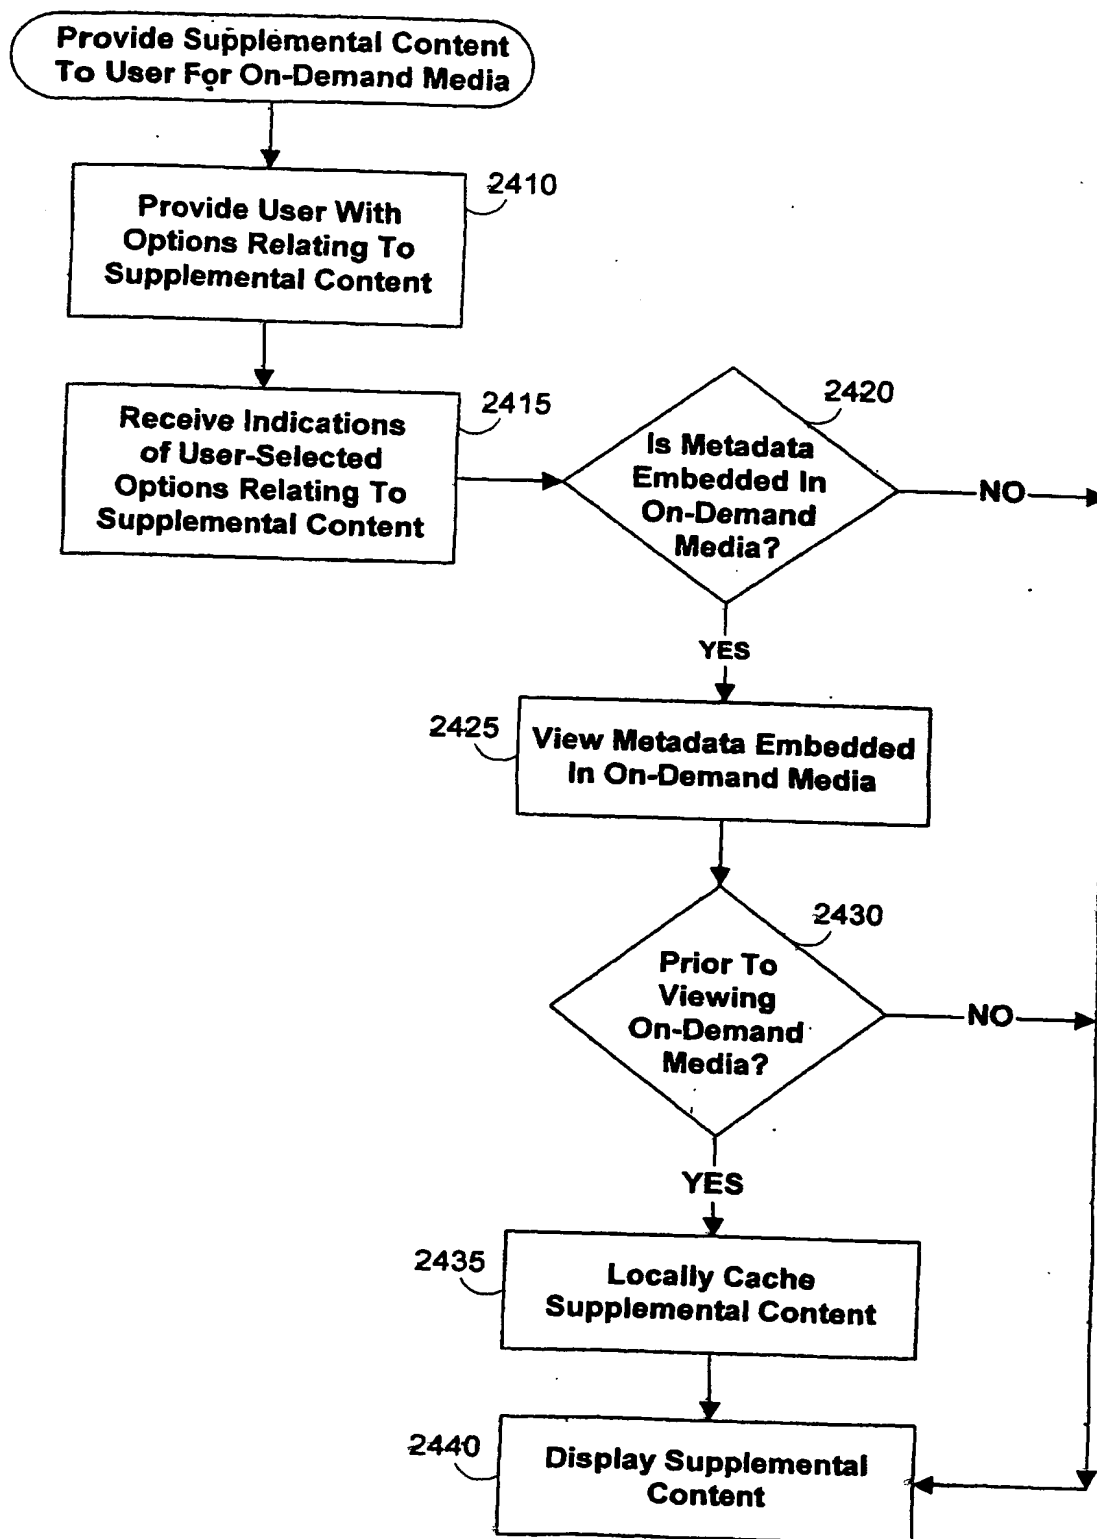 Provide Supplemental Content
To User For On-Demand Media
2410
Provide User With
Options Relating To
Supplemental Content
2415
Receive Indications
of User-Selected
Options Relating To
Supplemental Content
2420
Is Metadata
Embedded In
On-Demand
Media?
NO
YES
2425
View Metadata Embedded
In On-Demand Media
2430
Prior To
Viewing
On-Demand
Media?
NO
YES
2435
Locally Cache
Supplemental Content
2440
Display Supplemental
Content